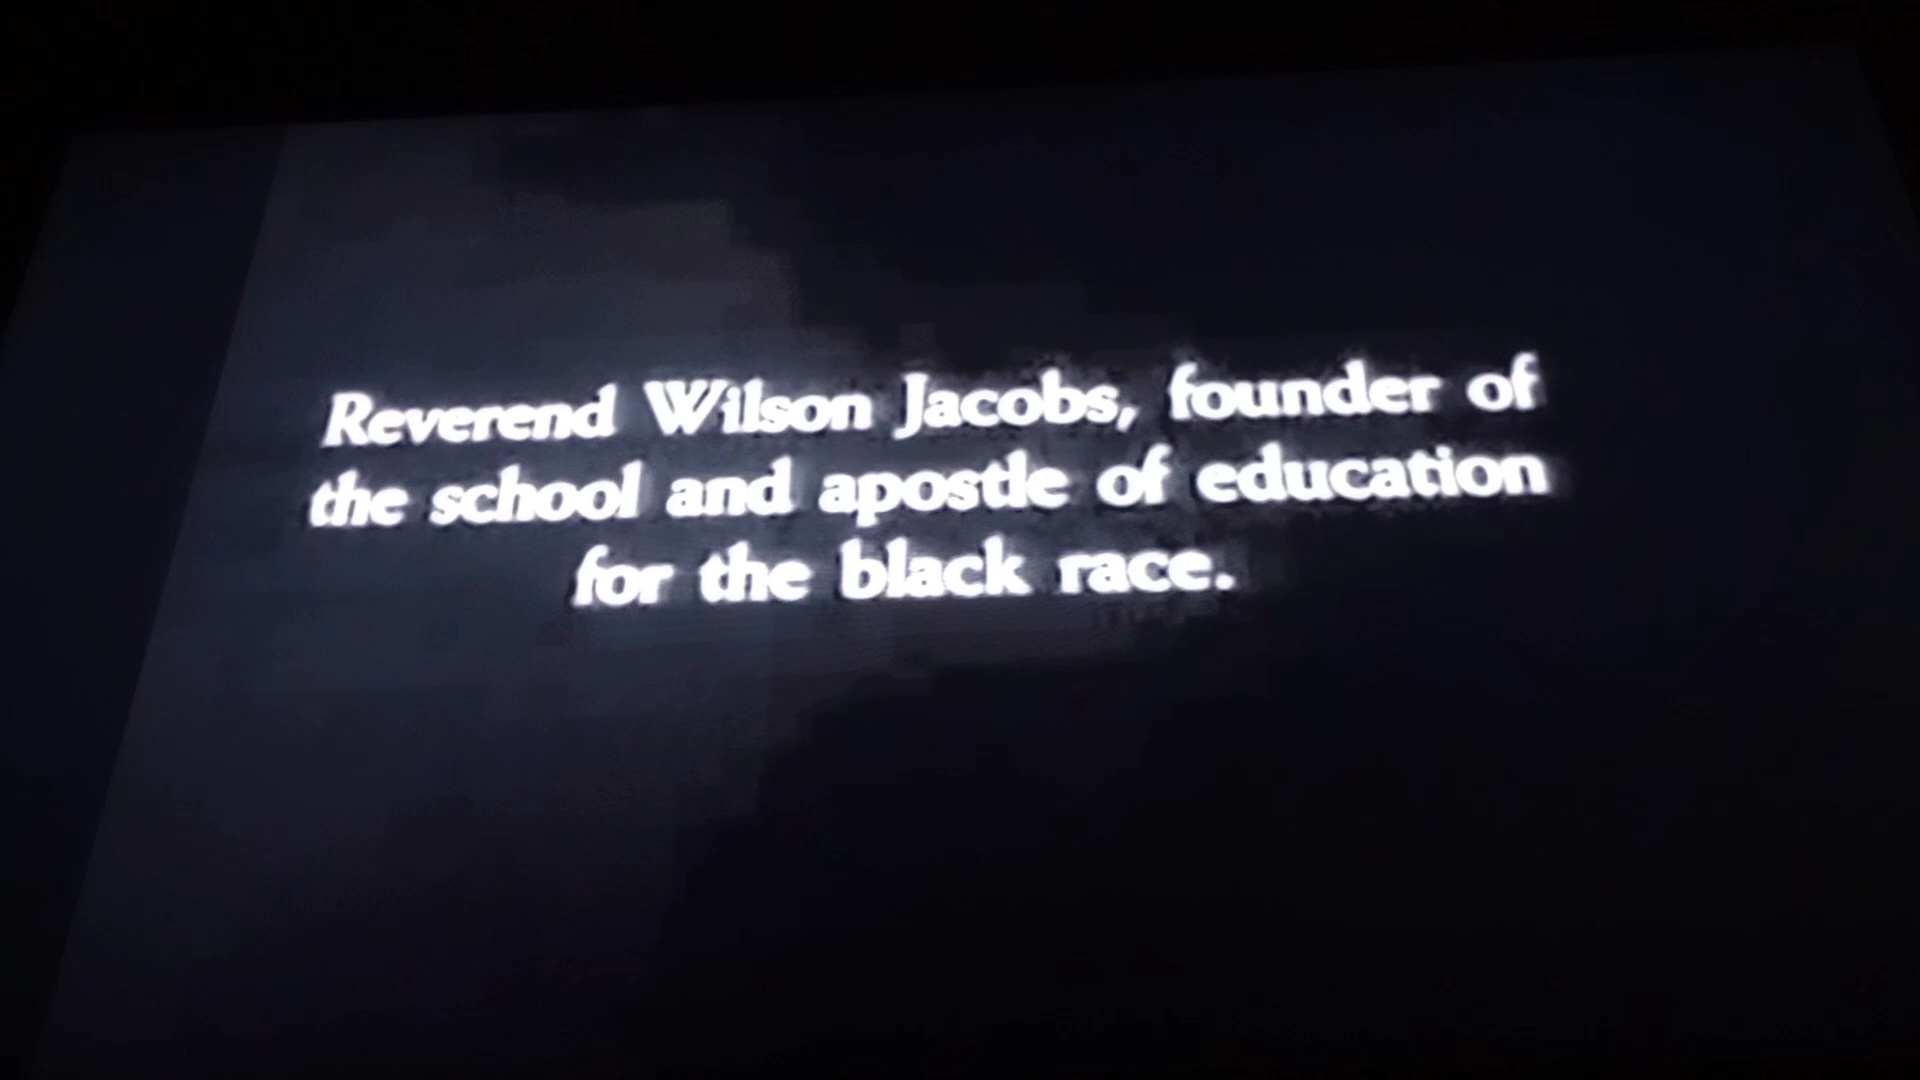 Reverend Wilson Jacobs, founder of
the school and apostle of education
for the black race.